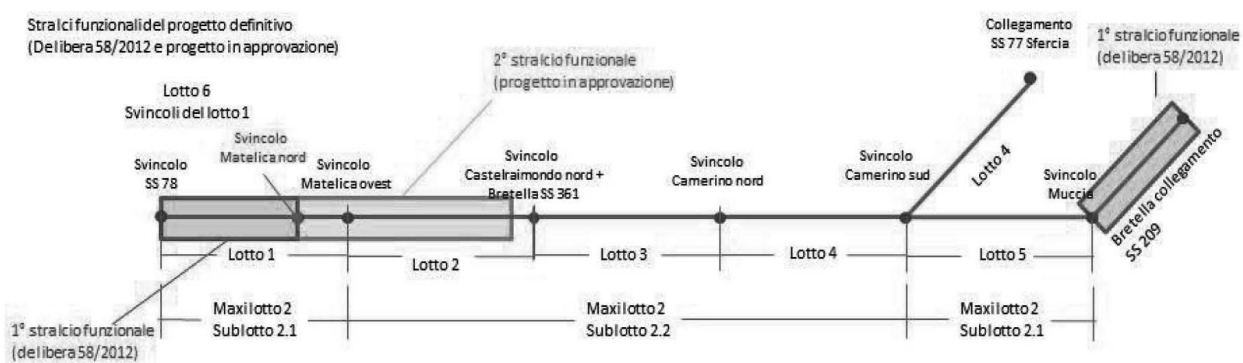 Stralci funzionali del progetto definitivo
(Delibera 58/2012 e progetto in approvazione)
Collegamento
SS 77 Sfercia
1° stralcio funzionale
(delibera 58/2012)
2° stralcio funzionale
(progetto in approvazione)
Lotto 6
Svincoli del lotto 1
Svincolo
Matelica nord
Svincolo
SS 78
Svincolo
Matelica ovest
Svincolo
Castelraimondo nord +
Bretella SS 361
Svincolo
Camerino nord
Svincolo
Camerino sud
Lotto 4
Svincolo
Muccia
Bretella collegamento
SS 209
Lotto 1
Lotto 2
Lotto 3
Lotto 4
Lotto 5
Maxilotto 2
Sublotto 2.1
Maxilotto 2
Sublotto 2.2
Maxilotto 2
Sublotto 2.1
1° stralcio funzionale
(delibera 58/2012)